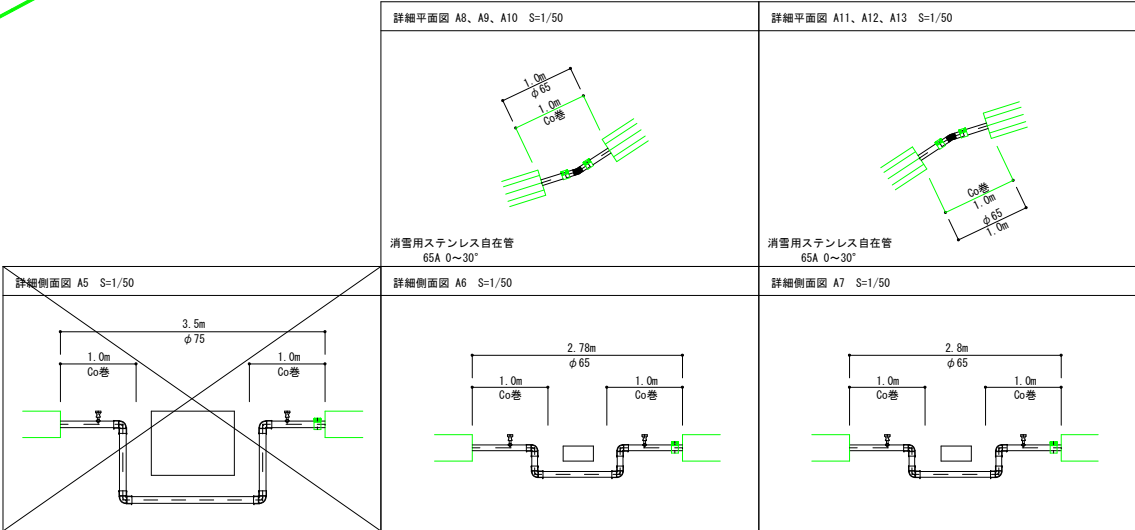 詳細平面図 A8、A9、A10 S=1/50
1.0m
φ65
1.0m
Co巻
消雪用ステンレス自在管
65A 0～30°
詳細平面図 A11、A12、A13 S=1/50
Co巻
1.0m
φ65
1.0m
消雪用ステンレス自在管
65A 0～30°
詳細側面図 A5 S=1/50
3.5m
φ75
1.0m
Co巻
1.0m
Co巻
詳細側面図 A6 S=1/50
2.78m
φ65
1.0m
Co巻
1.0m
Co巻
詳細側面図 A7 S=1/50
2.8m
φ65
1.0m
Co巻
1.0m
Co巻